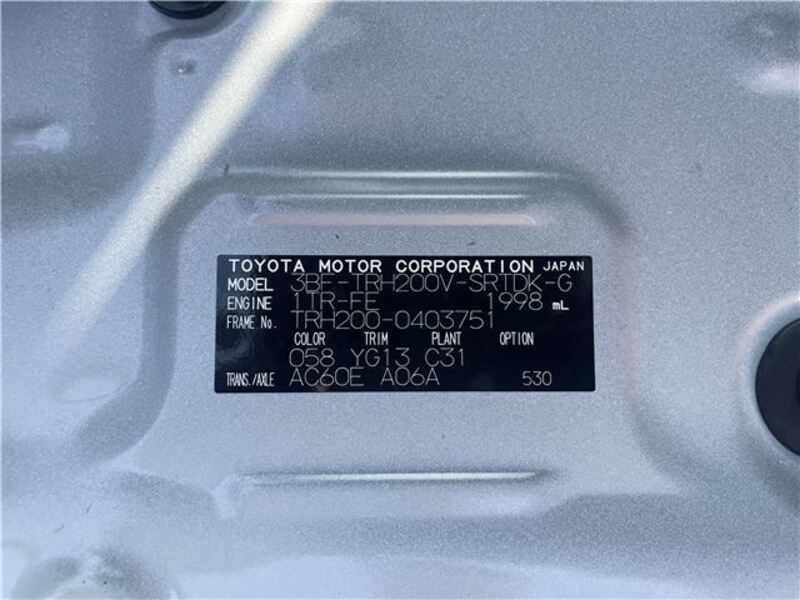 TOYOTA MOTOR CORPORATION JAPAN
MODEL 3BF-TRH200V-SRTDK-G
ENGINE 1TR-FE 1998 mL
FRAME No. TRH200-0403751
COLOR TRIM PLANT OPTION
058 YG13 C31
TRANS./AXLE AC60E A06A 530